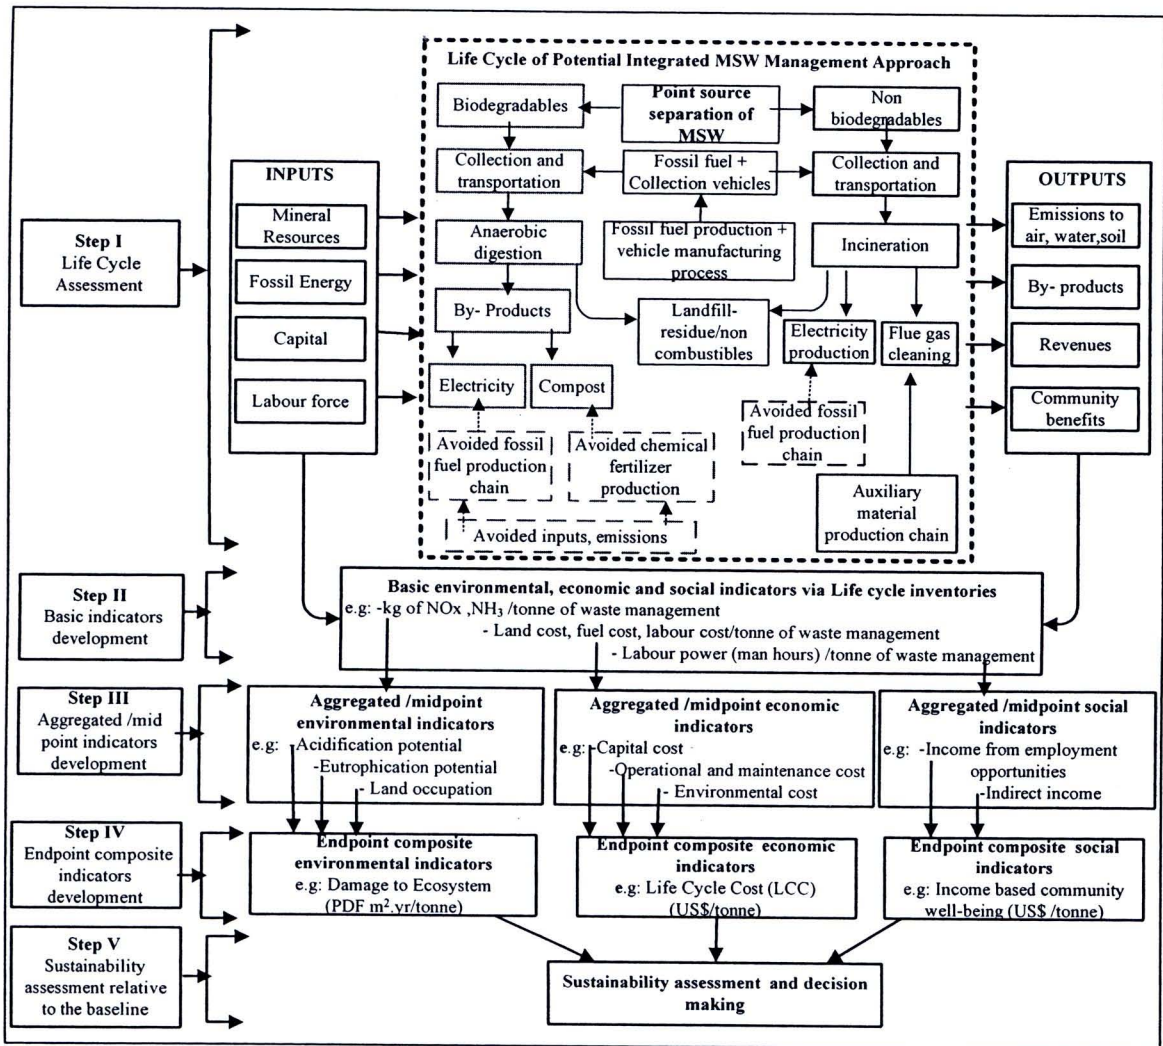 Life Cycle of Potential Integrated MSW Management Approach
Biodegradables
Point source
separation of
MSW
Non
biodegradables
Collection and
transportation
Fossil fuel +
Collection vehicles
Collection and
transportation
Anaerobic
digestion
Fossil fuel production +
vehicle manufacturing
process
Incineration
By- Products
Landfill-
residue/non
combustibles
Electricity
production
Flue gas
cleaning
Electricity
Compost
Avoided fossil
fuel production
chain
Avoided chemical
fertilizer
production
Avoided fossil
fuel production
chain
Auxiliary
material
production chain
Avoided inputs, emissions
Step I
Life Cycle
Assessment
INPUTS
Mineral
Resources
Fossil Energy
Capital
Labour force
OUTPUTS
Emissions to
air, water,soil
By- products
Revenues
Community
benefits
Step II
Basic indicators
development
Basic environmental, economic and social indicators via Life cycle inventories
e.g: -kg of NOx ,NH₃ /tonne of waste management
- Land cost, fuel cost, labour cost/tonne of waste management
- Labour power (man hours) /tonne of waste management
Step III
Aggregated /mid
point indicators
development
Aggregated /midpoint
environmental indicators
e.g: -Acidification potential
-Eutrophication potential
- Land occupation
Aggregated /midpoint economic
indicators
e.g: -Capital cost
-Operational and maintenance cost
- Environmental cost
Aggregated /midpoint social
indicators
e.g: -Income from employment
opportunities
-Indirect income
Step IV
Endpoint composite
indicators
development
Endpoint composite
environmental indicators
e.g: Damage to Ecosystem
(PDF m².yr/tonne)
Endpoint composite economic
indicators
e.g: Life Cycle Cost (LCC)
(US$/tonne)
Endpoint composite social
indicators
e.g: Income based community
well-being (US$ /tonne)
Step V
Sustainability
assessment relative
to the baseline
Sustainability assessment and decision
making